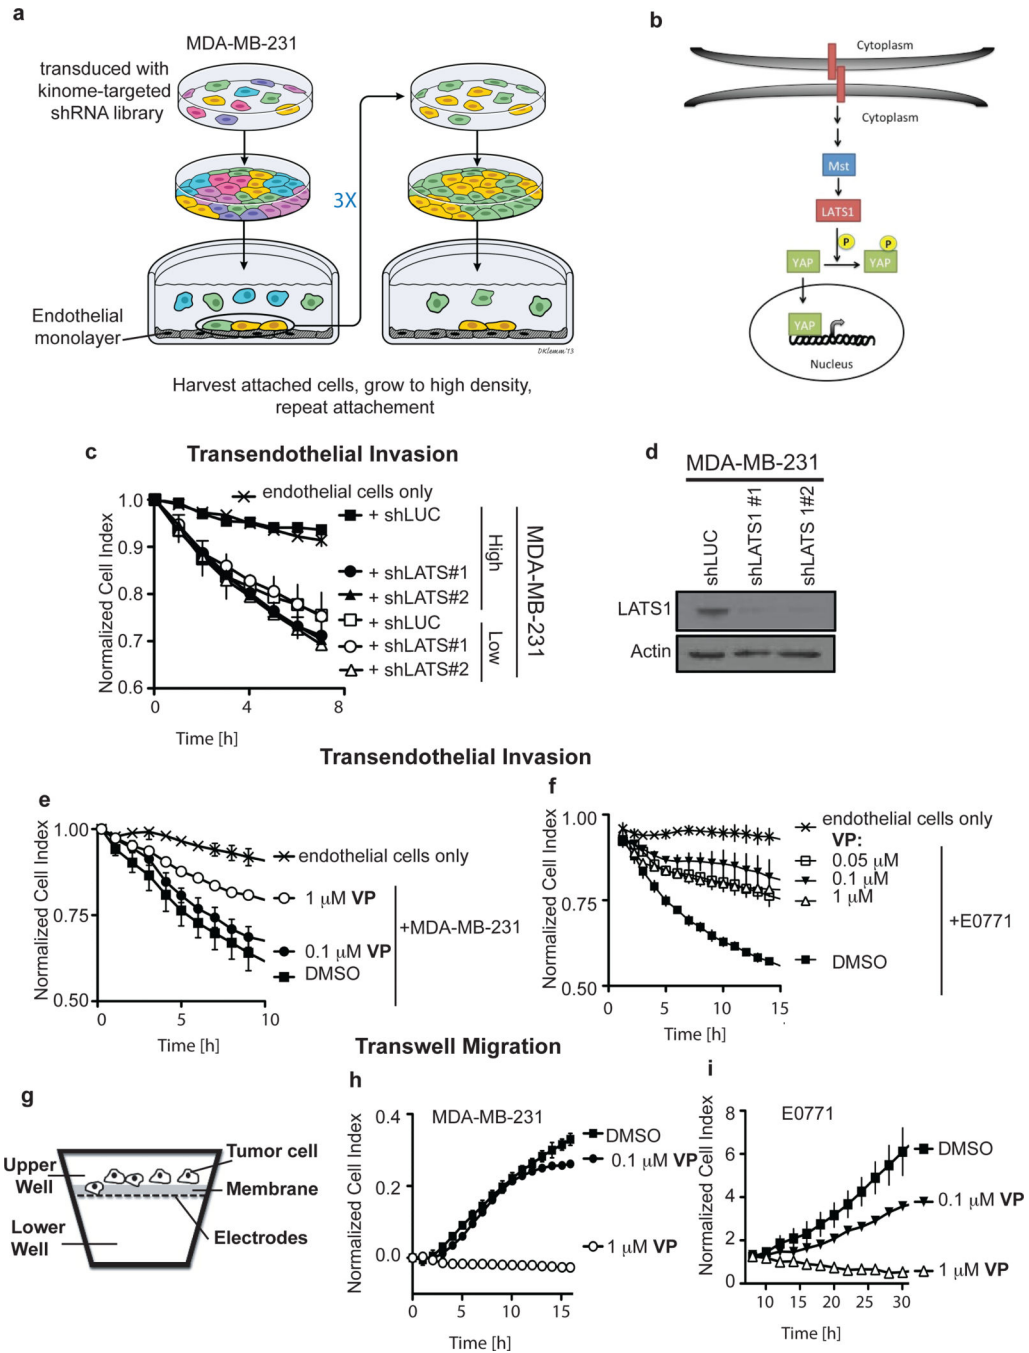 a
MDA-MB-231
transduced with
kinome-targeted
shRNA library
3X
Endothelial
monolayer
DKlemm'13
Harvest attached cells, grow to high density,
repeat attachement
b
Cytoplasm
Cytoplasm
Mst
LATS1
P
P
YAP
YAP
YAP
Nucleus
c
Transendothelial Invasion
Normalized Cell Index
1.0
0.9
0.8
0.7
0.6
0
4
8
Time [h]
endothelial cells only
+ shLUC
+ shLATS#1
+ shLATS#2
+ shLUC
+ shLATS#1
+ shLATS#2
High
Low
MDA-MB-231
d
MDA-MB-231
shLUC
shLATS1 #1
shLATS 1#2
LATS1
Actin
Transendothelial Invasion
e
Normalized Cell Index
1.00
0.75
0.50
0
5
10
Time [h]
endothelial cells only
1 μM VP
0.1 μM VP
DMSO
+MDA-MB-231
f
Normalized Cell Index
1.00
0.75
0.50
0
5
10
15
Time [h]
endothelial cells only
VP:
0.05 μM
0.1 μM
1 μM
DMSO
+E0771
Transwell Migration
g
Upper
Well
Lower
Well
Tumor cell
Membrane
Electrodes
h
MDA-MB-231
Normalized Cell Index
0.4
0.2
0.0
0
5
10
15
Time [h]
DMSO
0.1 μM VP
1 μM VP
i
E0771
Normalized Cell Index
8
6
4
2
0
10
15
20
25
30
Time [h]
DMSO
0.1 μM VP
1 μM VP